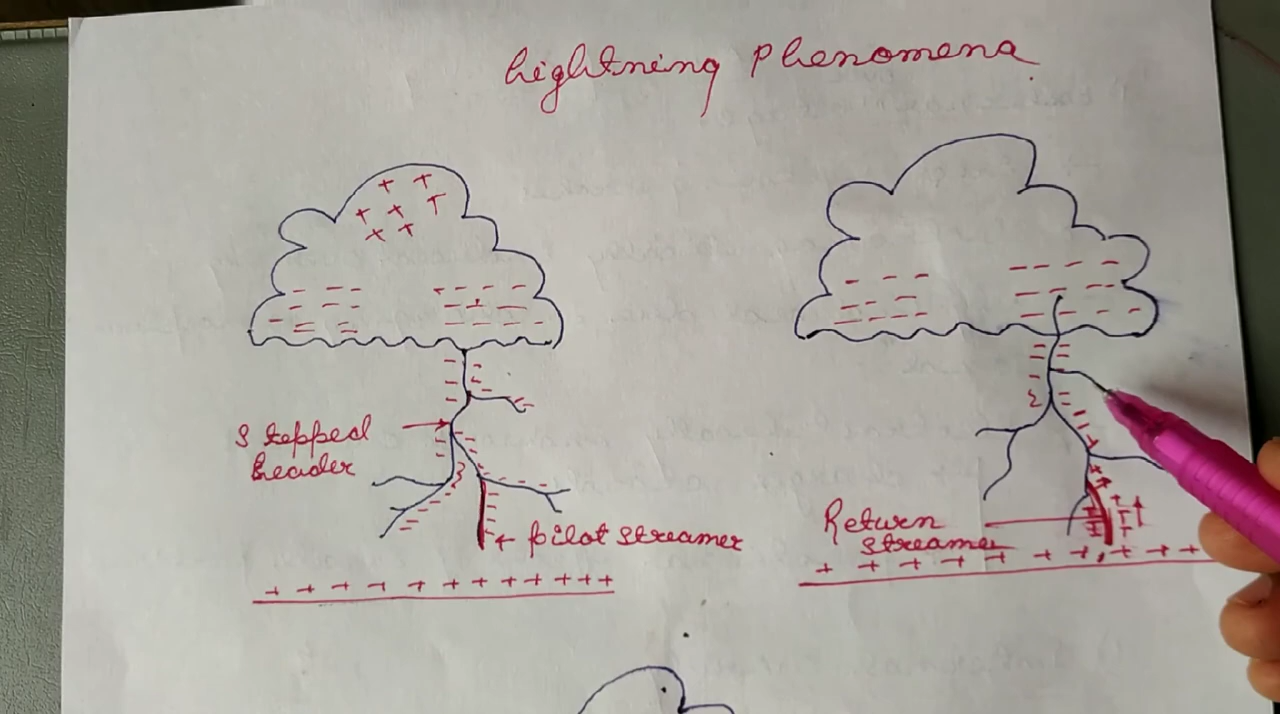 Lightning Phenomena
Stepped
Leader
← Pilot streamer
Return
streamer